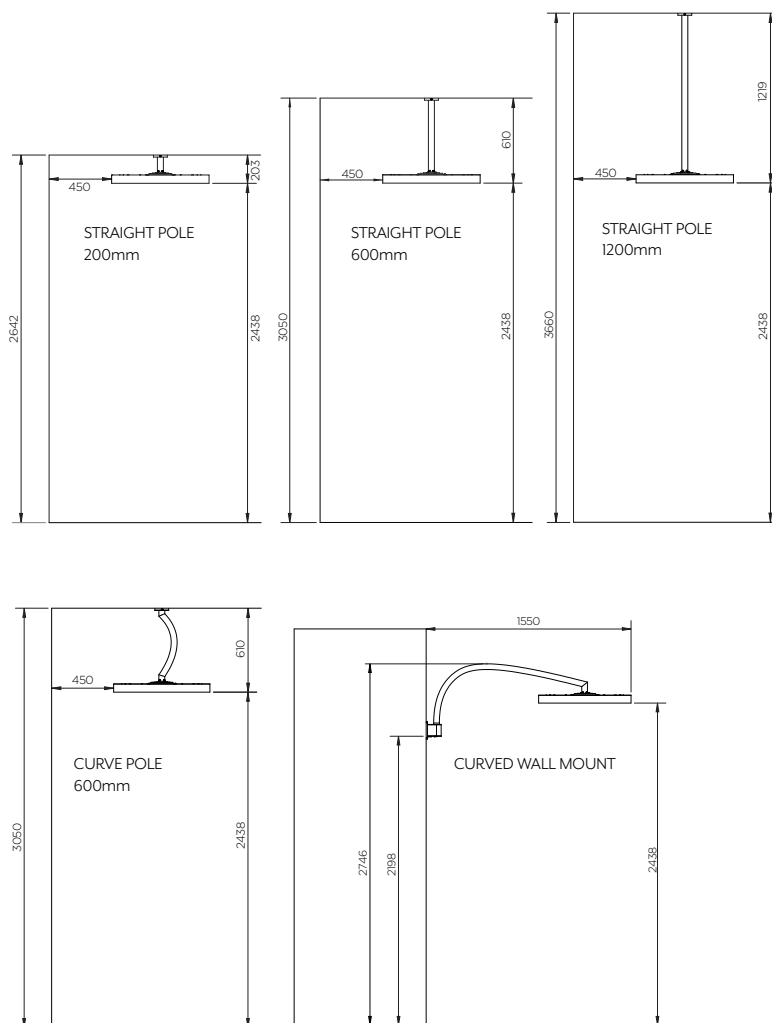 450
203
STRAIGHT POLE
200mm
2642
2438
450
610
STRAIGHT POLE
600mm
3050
2438
450
1219
STRAIGHT POLE
1200mm
3660
2438
450
610
CURVE POLE
600mm
3050
2438
1550
CURVED WALL MOUNT
2746
2198
2438